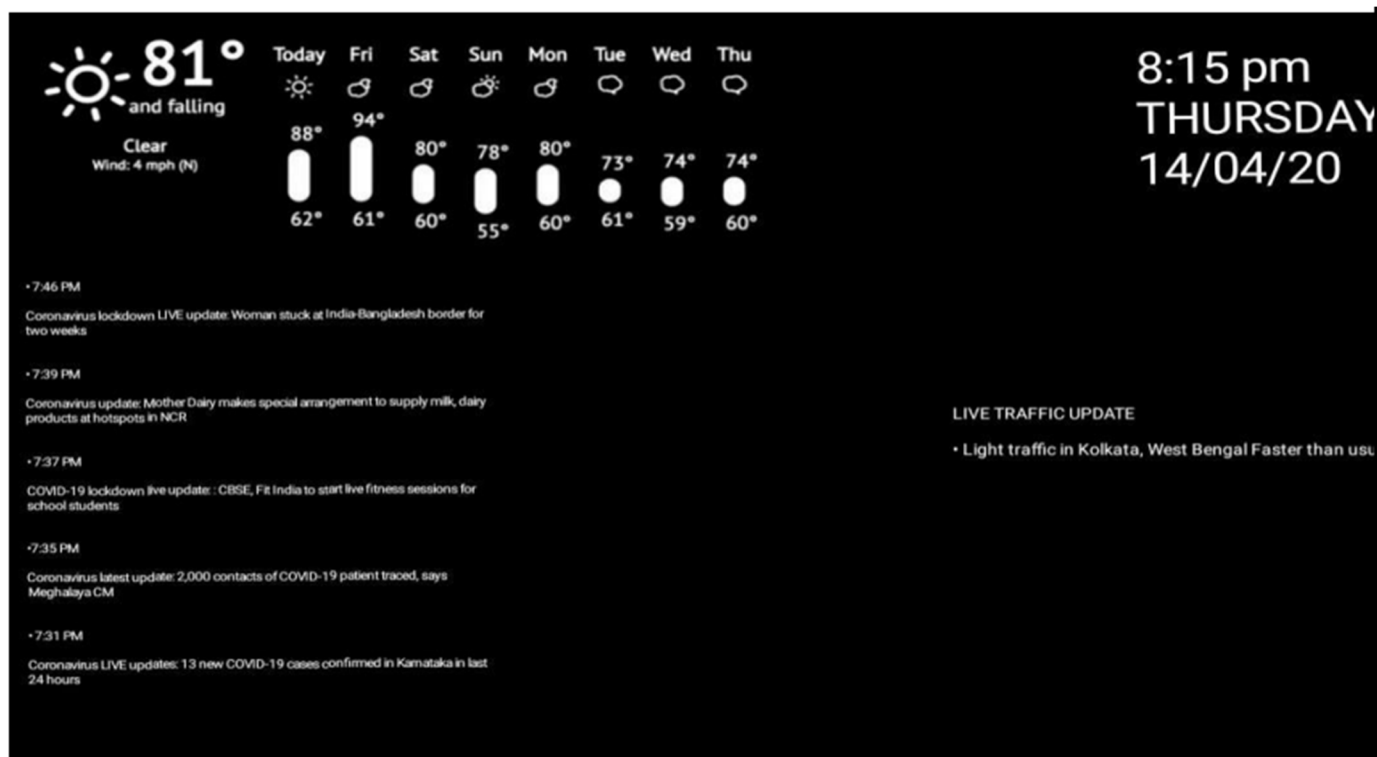 81°
and falling
Clear
Wind: 4 mph (N)
Today Fri Sat Sun Mon Tue Wed Thu
88° 94° 80° 78° 80° 73° 74° 74°
62° 61° 60° 55° 60° 61° 59° 60°
8:15 pm
THURSDAY
14/04/20
• 7:46 PM
Coronavirus lockdown LIVE update: Woman stuck at India-Bangladesh border for
two weeks
• 7:39 PM
Coronavirus update: Mother Dairy makes special arrangement to supply milk, dairy
products at hotspots in NCR
• 7:37 PM
COVID-19 lockdown live update: : CBSE, Fit India to start live fitness sessions for
school students
• 7:35 PM
Coronavirus latest update: 2,000 contacts of COVID-19 patient traced, says
Meghalaya CM
• 7:31 PM
Coronavirus LIVE updates: 13 new COVID-19 cases confirmed in Karnataka in last
24 hours
LIVE TRAFFIC UPDATE
• Light traffic in Kolkata, West Bengal Faster than usu